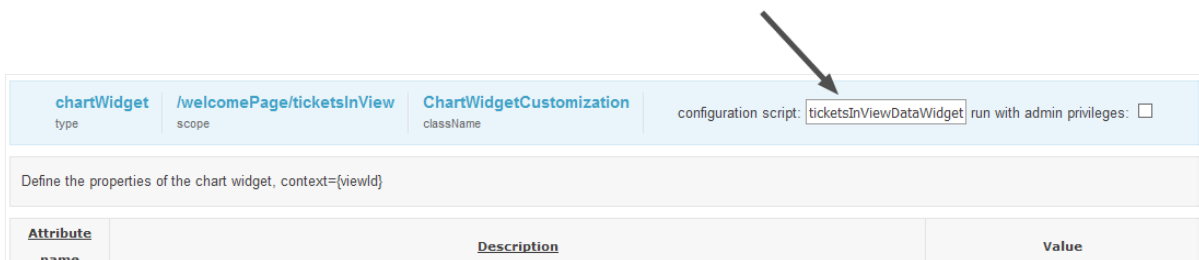 chartWidget /welcomePage/ticketsInView ChartWidgetCustomization configuration script: ticketsInViewDataWidget run with admin privileges:
type scope className
Define the properties of the chart widget, context={viewId}
Attribute
name Description Value